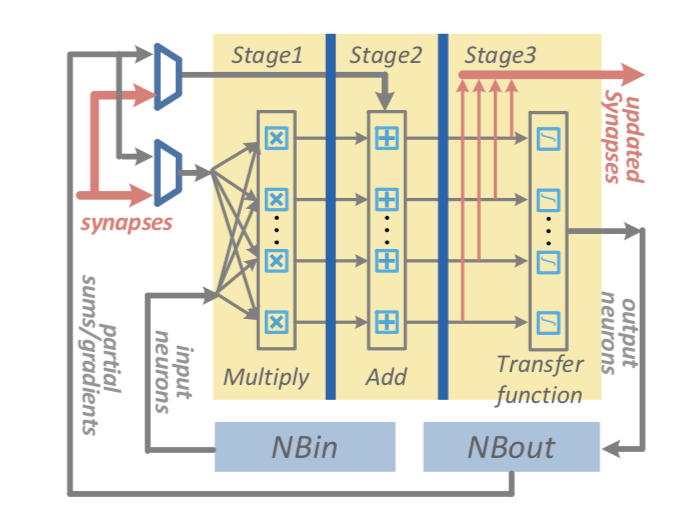 Stage1
Stage2
Stage3
updated
Synapses
synapses
partial
sums/gradients
input
neurons
output
neurons
Multiply
Add
Transfer
function
NBin
NBout